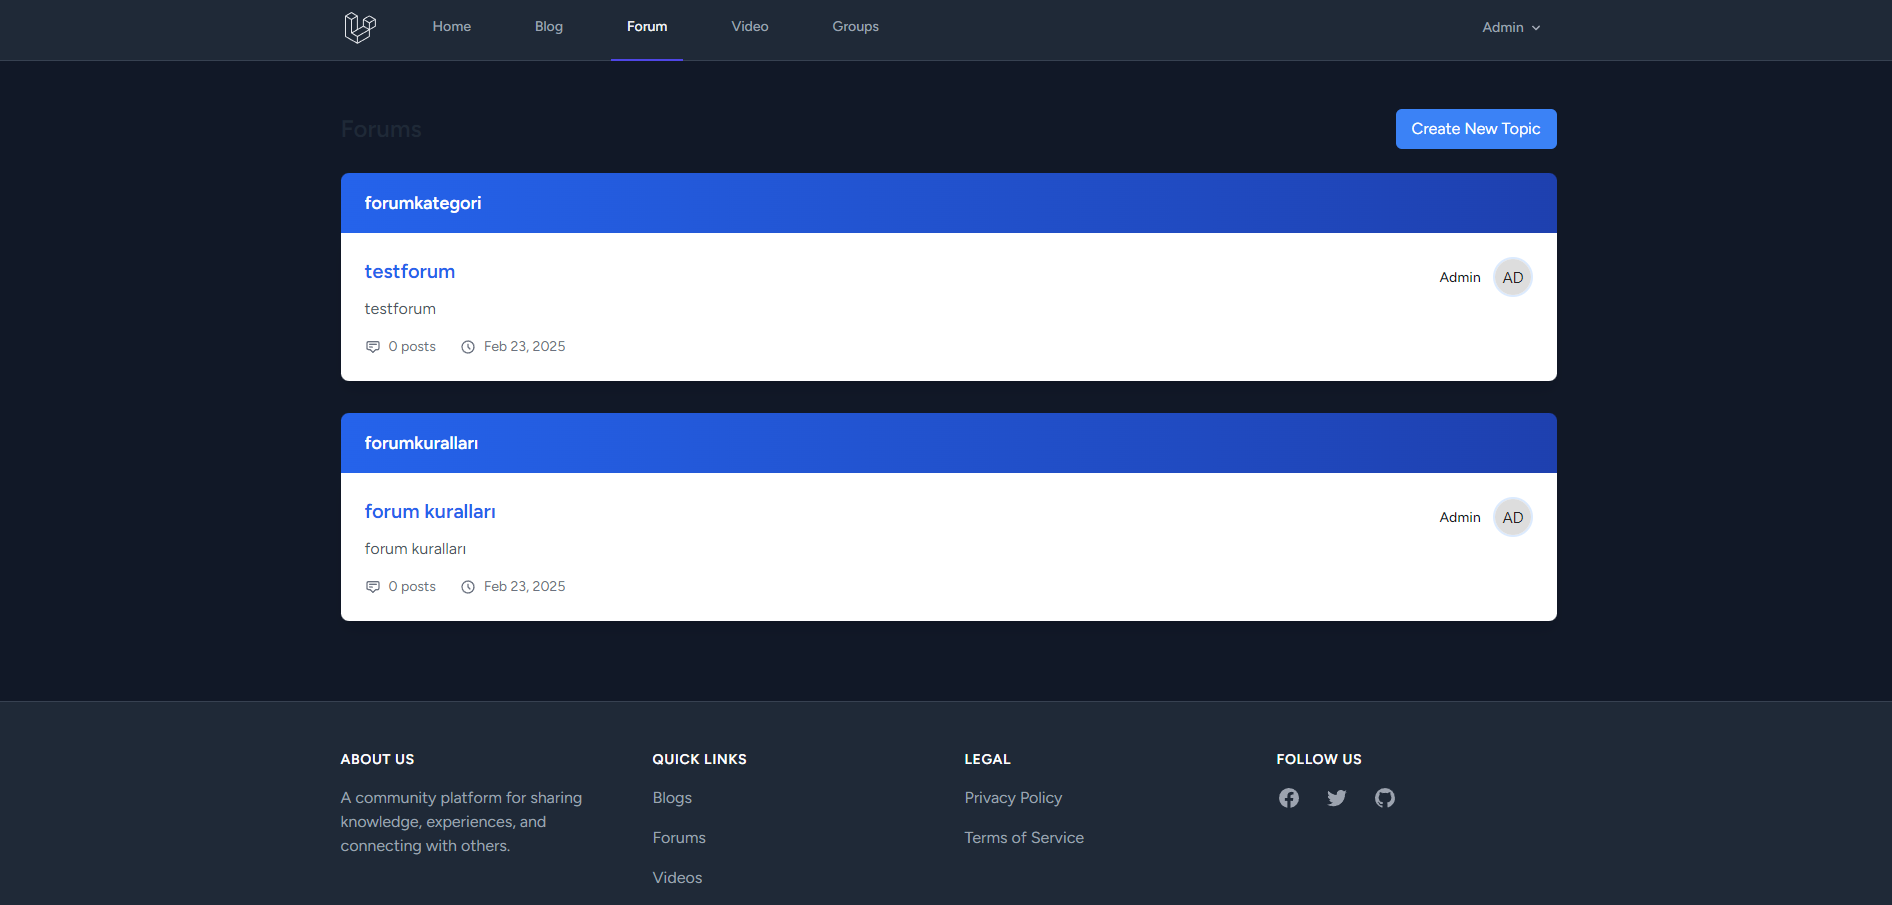 Home Blog Forum Video Groups Admin
Forums
Create New Topic
forumkategori
testforum
Admin AD
testforum
0 posts Feb 23, 2025
forumkuralları
forum kuralları
Admin AD
forum kuralları
0 posts Feb 23, 2025
ABOUT US
A community platform for sharing
knowledge, experiences, and
connecting with others.
QUICK LINKS
Blogs
Forums
Videos
LEGAL
Privacy Policy
Terms of Service
FOLLOW US